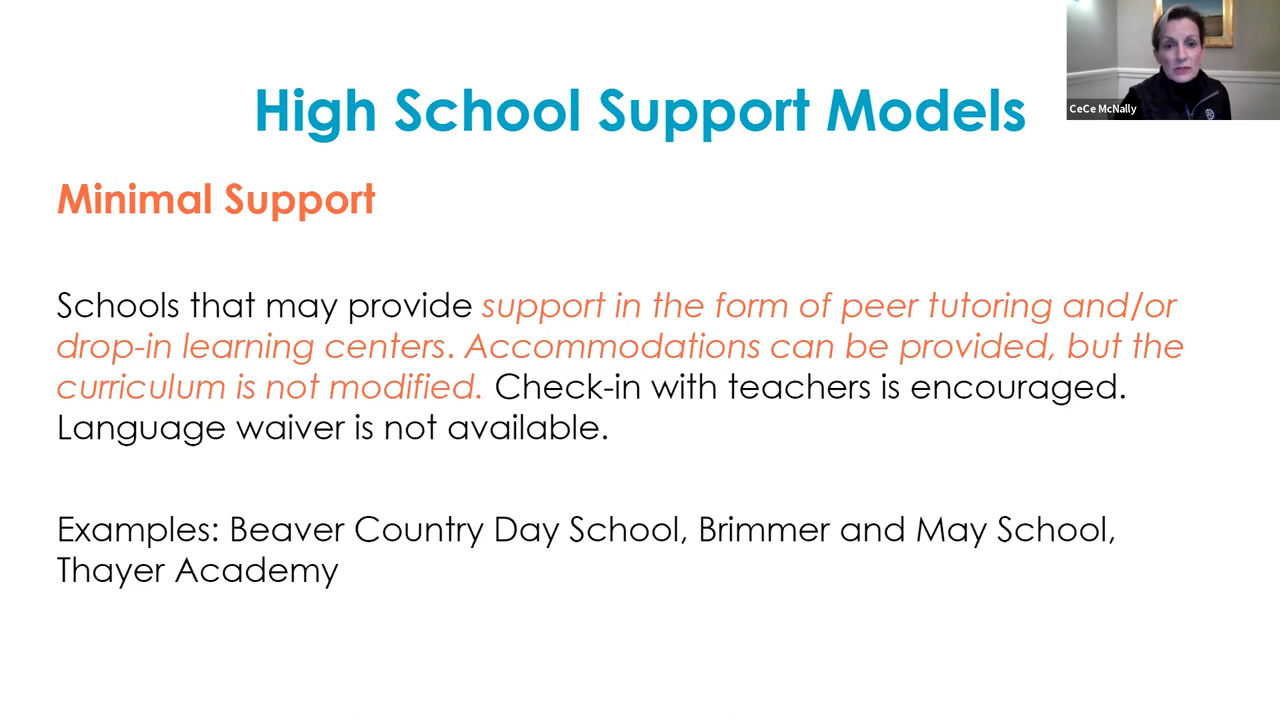 High School Support Models
CeCe McNally
Minimal Support
Schools that may provide support in the form of peer tutoring and/or
drop-in learning centers. Accommodations can be provided, but the
curriculum is not modified. Check-in with teachers is encouraged.
Language waiver is not available.
Examples: Beaver Country Day School, Brimmer and May School,
Thayer Academy